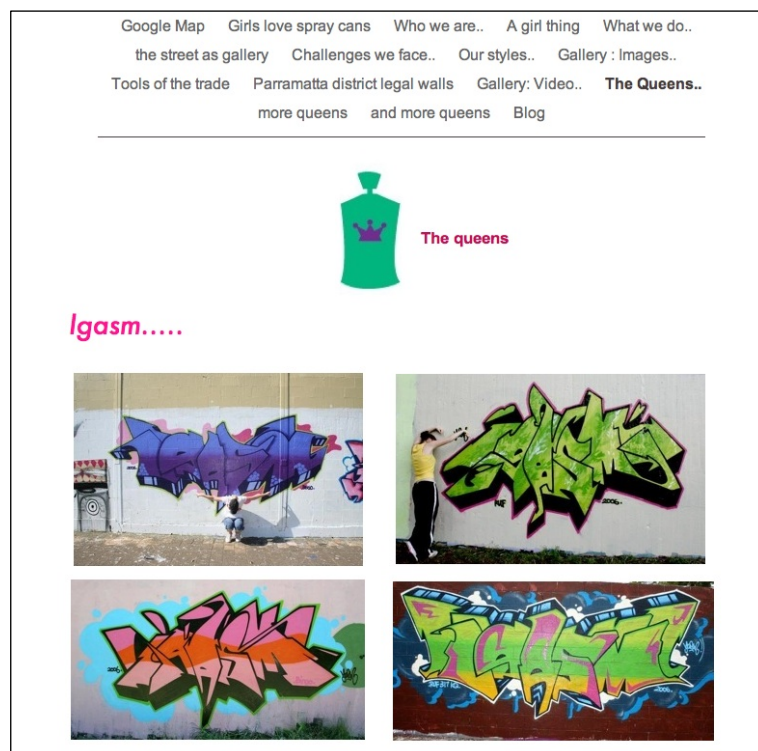 Google Map Girls love spray cans Who we are.. A girl thing What we do..
the street as gallery Challenges we face.. Our styles.. Gallery : Images..
Tools of the trade Parramatta district legal walls Gallery: Video.. The Queens..
more queens and more queens Blog
The queens
Igasm.....